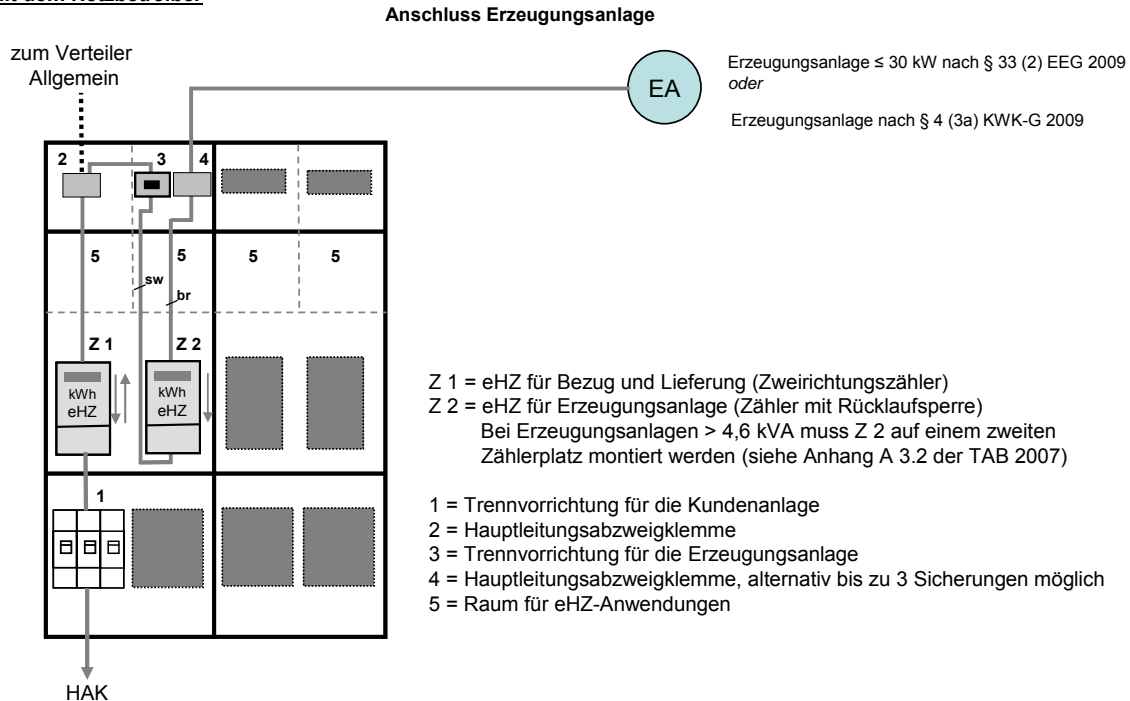 Anschluss Erzeugungsanlage
zum Verteiler
Allgemein
EA
Erzeugungsanlage ≤ 30 kW nach § 33 (2) EEG 2009
oder
Erzeugungsanlage nach § 4 (3a) KWK-G 2009
2
3
4
5
5
5
5
sw
br
Z 1
Z 2
kWh
eHZ
kWh
eHZ
Z 1 = eHZ für Bezug und Lieferung (Zweirichtungszähler)
Z 2 = eHZ für Erzeugungsanlage (Zähler mit Rücklaufsperre)
Bei Erzeugungsanlagen > 4,6 kVA muss Z 2 auf einem zweiten
Zählerplatz montiert werden (siehe Anhang A 3.2 der TAB 2007)
1
1 = Trennvorrichtung für die Kundenanlage
2 = Hauptleitungsabzweigklemme
3 = Trennvorrichtung für die Erzeugungsanlage
4 = Hauptleitungsabzweigklemme, alternativ bis zu 3 Sicherungen möglich
5 = Raum für eHZ-Anwendungen
HAK